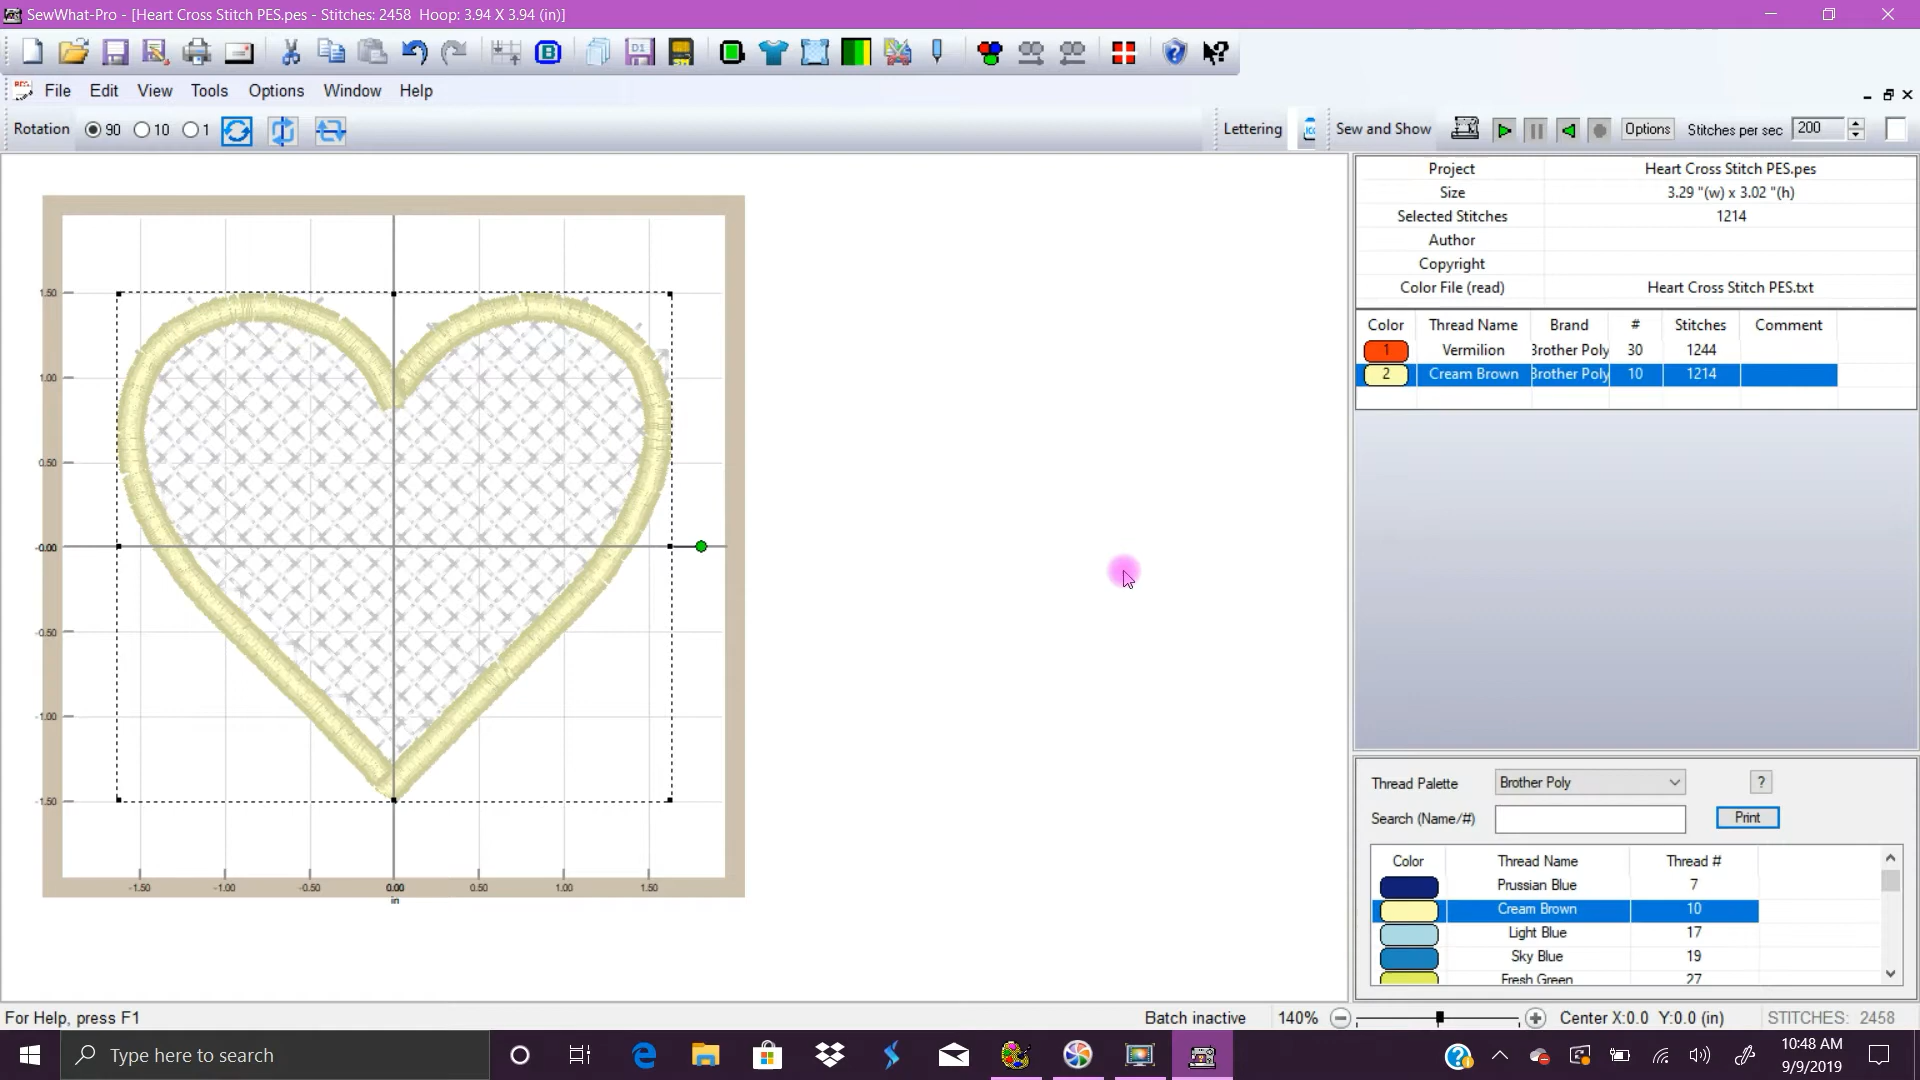 SewWhat-Pro - [Heart Cross Stitch PES.pes - Stitches: 2458 Hoop: 3.94 X 3.94 (in)]
D1
B
File Edit View Tools Options Window Help
Rotation 90 10 1
Lettering
Sew and Show Options Stitches per sec 200
Project Heart Cross Stitch PES.pes
Size 3.29 "(w) x 3.02 "(h)
Selected Stitches 1214
Author
Copyright
Color File (read) Heart Cross Stitch PES.txt
Color Thread Name Brand # Stitches Comment
1 Vermilion Brother Poly 30 1244
2 Cream Brown Brother Poly 10 1214
1.50
1.00
0.50
-0.00
-0.50
-1.00
-1.50
-1.50 -1.00 -0.50 0.00 0.50 1.00 1.50
in
Thread Palette Brother Poly ?
Search (Name/#) Print
Color Thread Name Thread #
Prussian Blue 7
Cream Brown 10
Light Blue 17
Sky Blue 19
Fresh Green 27
For Help, press F1 Batch inactive 140% Center X:0.0 Y:0.0 (in) STITCHES: 2458
Type here to search
10:48 AM
9/9/2019